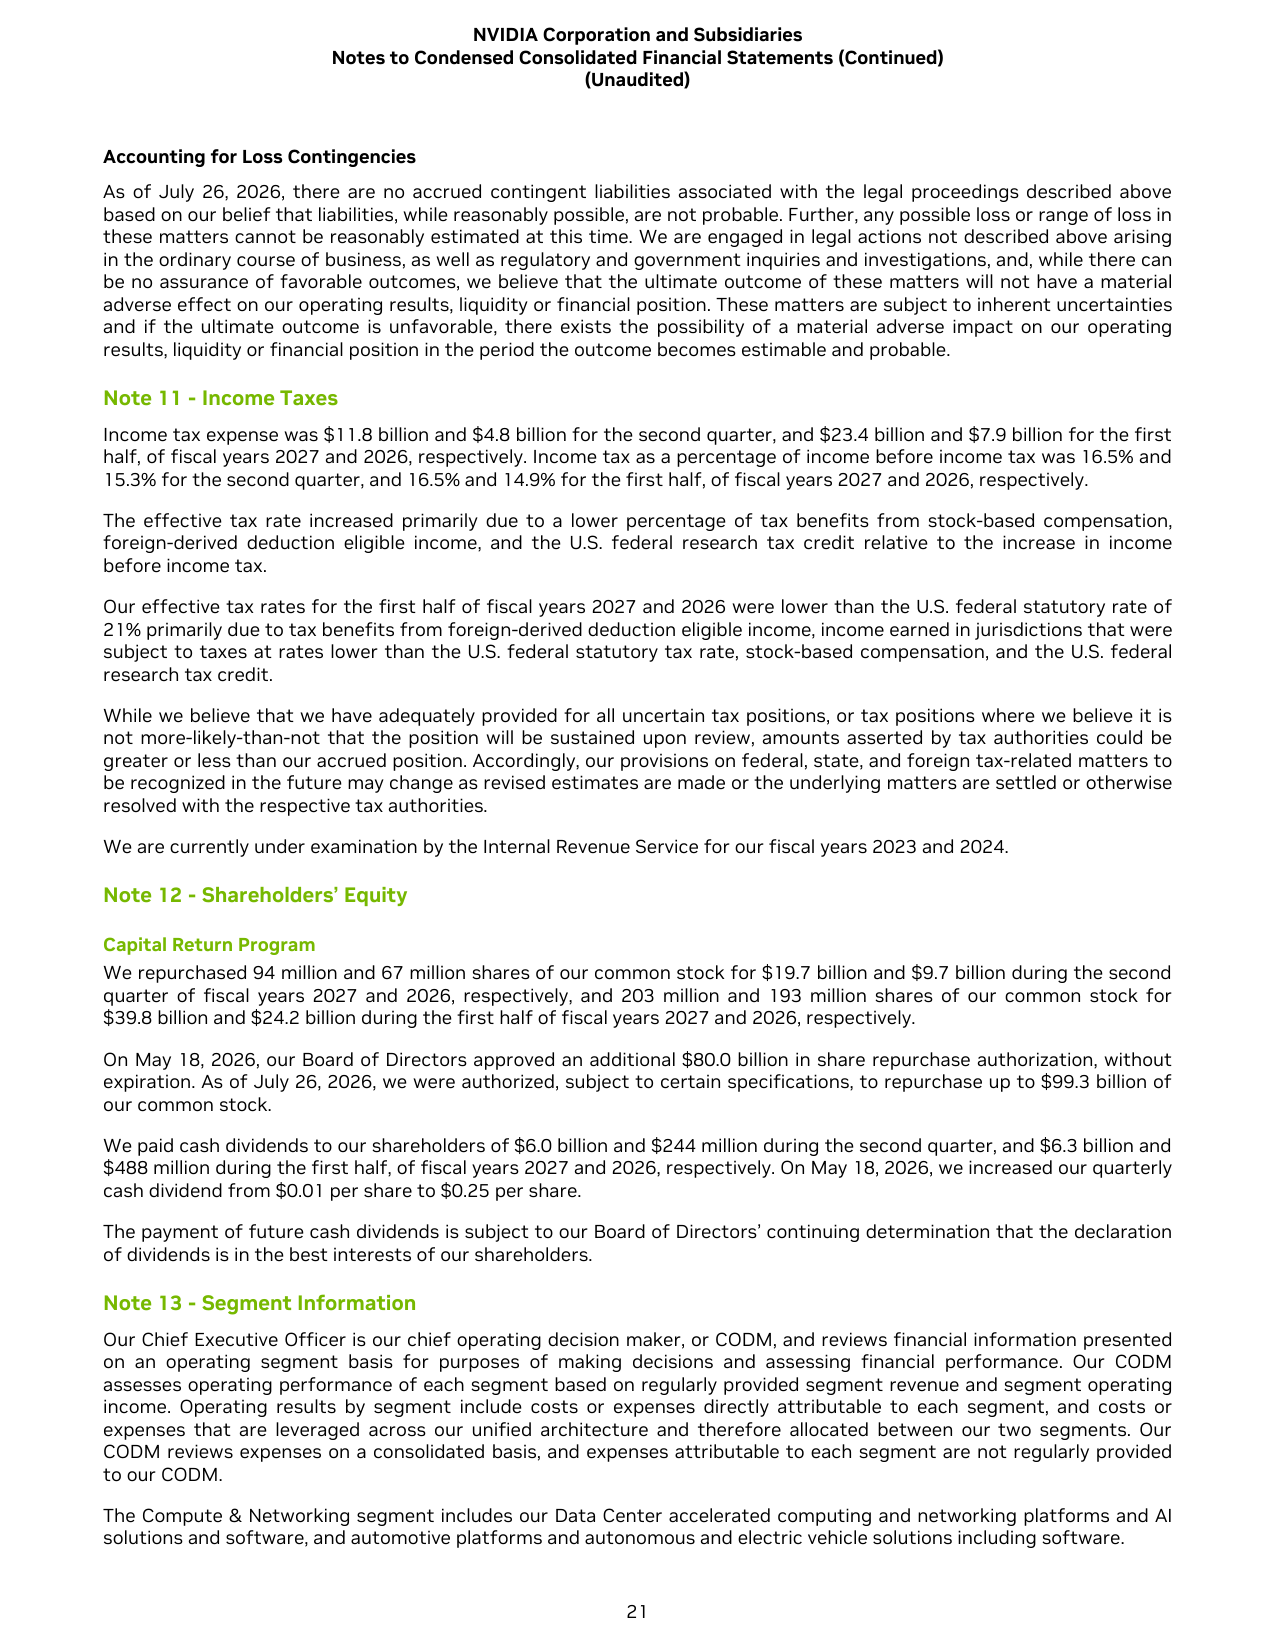 NVIDIA Corporation and Subsidiaries
Notes to Condensed Consolidated Financial Statements (Continued)
(Unaudited)
Accounting for Loss Contingencies
As of July 26, 2026, there are no accrued contingent liabilities associated with the legal proceedings described above
based on our belief that liabilities, while reasonably possible, are not probable. Further, any possible loss or range of loss in
these matters cannot be reasonably estimated at this time. We are engaged in legal actions not described above arising
in the ordinary course of business, as well as regulatory and government inquiries and investigations, and, while there can
be no assurance of favorable outcomes, we believe that the ultimate outcome of these matters will not have a material
adverse effect on our operating results, liquidity or financial position. These matters are subject to inherent uncertainties
and if the ultimate outcome is unfavorable, there exists the possibility of a material adverse impact on our operating
results, liquidity or financial position in the period the outcome becomes estimable and probable.
Note 11 - Income Taxes
Income tax expense was $11.8 billion and $4.8 billion for the second quarter, and $23.4 billion and $7.9 billion for the first
half, of fiscal years 2027 and 2026, respectively. Income tax as a percentage of income before income tax was 16.5% and
15.3% for the second quarter, and 16.5% and 14.9% for the first half, of fiscal years 2027 and 2026, respectively.
The effective tax rate increased primarily due to a lower percentage of tax benefits from stock-based compensation,
foreign-derived deduction eligible income, and the U.S. federal research tax credit relative to the increase in income
before income tax.
Our effective tax rates for the first half of fiscal years 2027 and 2026 were lower than the U.S. federal statutory rate of
21% primarily due to tax benefits from foreign-derived deduction eligible income, income earned in jurisdictions that were
subject to taxes at rates lower than the U.S. federal statutory tax rate, stock-based compensation, and the U.S. federal
research tax credit.
While we believe that we have adequately provided for all uncertain tax positions, or tax positions where we believe it is
not more-likely-than-not that the position will be sustained upon review, amounts asserted by tax authorities could be
greater or less than our accrued position. Accordingly, our provisions on federal, state, and foreign tax-related matters to
be recognized in the future may change as revised estimates are made or the underlying matters are settled or otherwise
resolved with the respective tax authorities.
We are currently under examination by the Internal Revenue Service for our fiscal years 2023 and 2024.
Note 12 - Shareholders’ Equity
Capital Return Program
We repurchased 94 million and 67 million shares of our common stock for $19.7 billion and $9.7 billion during the second
quarter of fiscal years 2027 and 2026, respectively, and 203 million and 193 million shares of our common stock for
$39.8 billion and $24.2 billion during the first half of fiscal years 2027 and 2026, respectively.
On May 18, 2026, our Board of Directors approved an additional $80.0 billion in share repurchase authorization, without
expiration. As of July 26, 2026, we were authorized, subject to certain specifications, to repurchase up to $99.3 billion of
our common stock.
We paid cash dividends to our shareholders of $6.0 billion and $244 million during the second quarter, and $6.3 billion and
$488 million during the first half, of fiscal years 2027 and 2026, respectively. On May 18, 2026, we increased our quarterly
cash dividend from $0.01 per share to $0.25 per share.
The payment of future cash dividends is subject to our Board of Directors’ continuing determination that the declaration
of dividends is in the best interests of our shareholders.
Note 13 - Segment Information
Our Chief Executive Officer is our chief operating decision maker, or CODM, and reviews financial information presented
on an operating segment basis for purposes of making decisions and assessing financial performance. Our CODM
assesses operating performance of each segment based on regularly provided segment revenue and segment operating
income. Operating results by segment include costs or expenses directly attributable to each segment, and costs or
expenses that are leveraged across our unified architecture and therefore allocated between our two segments. Our
CODM reviews expenses on a consolidated basis, and expenses attributable to each segment are not regularly provided
to our CODM.
The Compute & Networking segment includes our Data Center accelerated computing and networking platforms and AI
solutions and software, and automotive platforms and autonomous and electric vehicle solutions including software.
21